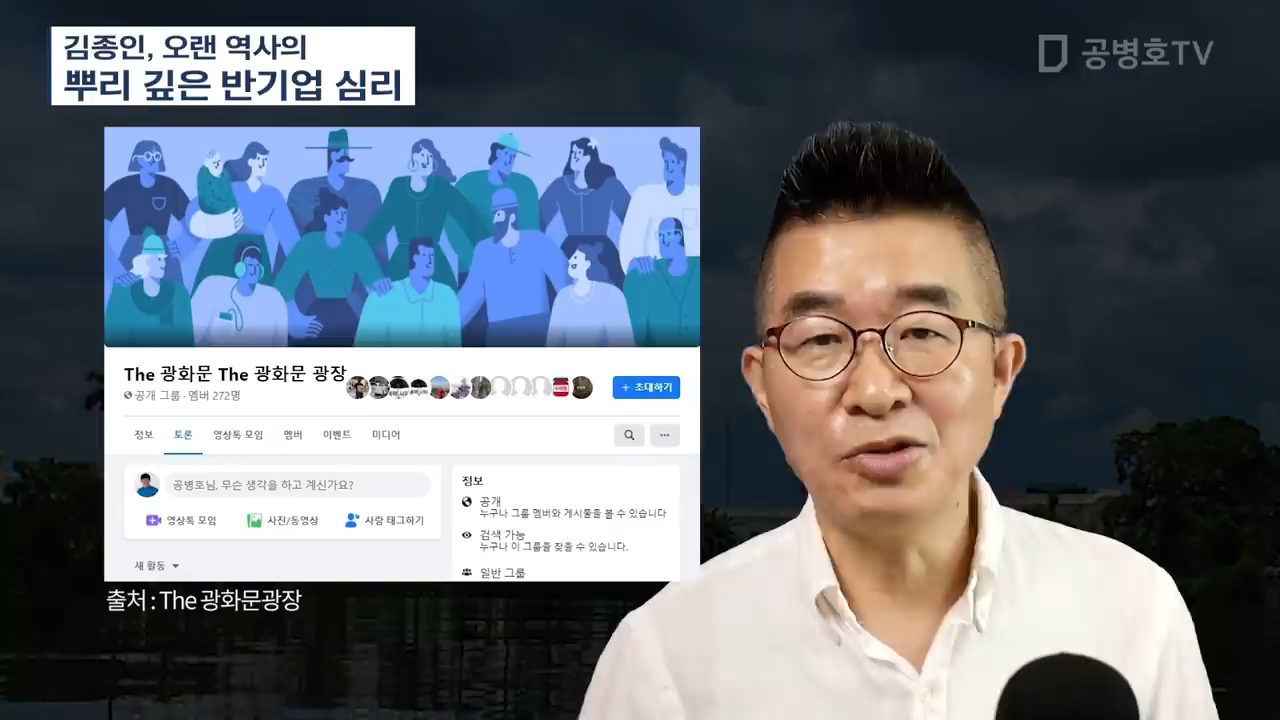 김종인, 오랜 역사의
뿌리 깊은 반기업 심리
공병호TV
The 광화문 The 광화문 광장
공개 그룹 · 멤버 272명
+ 초대하기
정보 토론 영상톡 모임 멤버 이벤트 미디어
공병호님, 무슨 생각을 하고 계신가요?
영상톡 모임 사진/동영상 사람 태그하기
새 활동
정보
공개
누구나 그룹 멤버와 게시물을 볼 수 있습니다
검색 가능
누구나 이 그룹을 찾을 수 있습니다.
일반 그룹
출처 : The 광화문광장